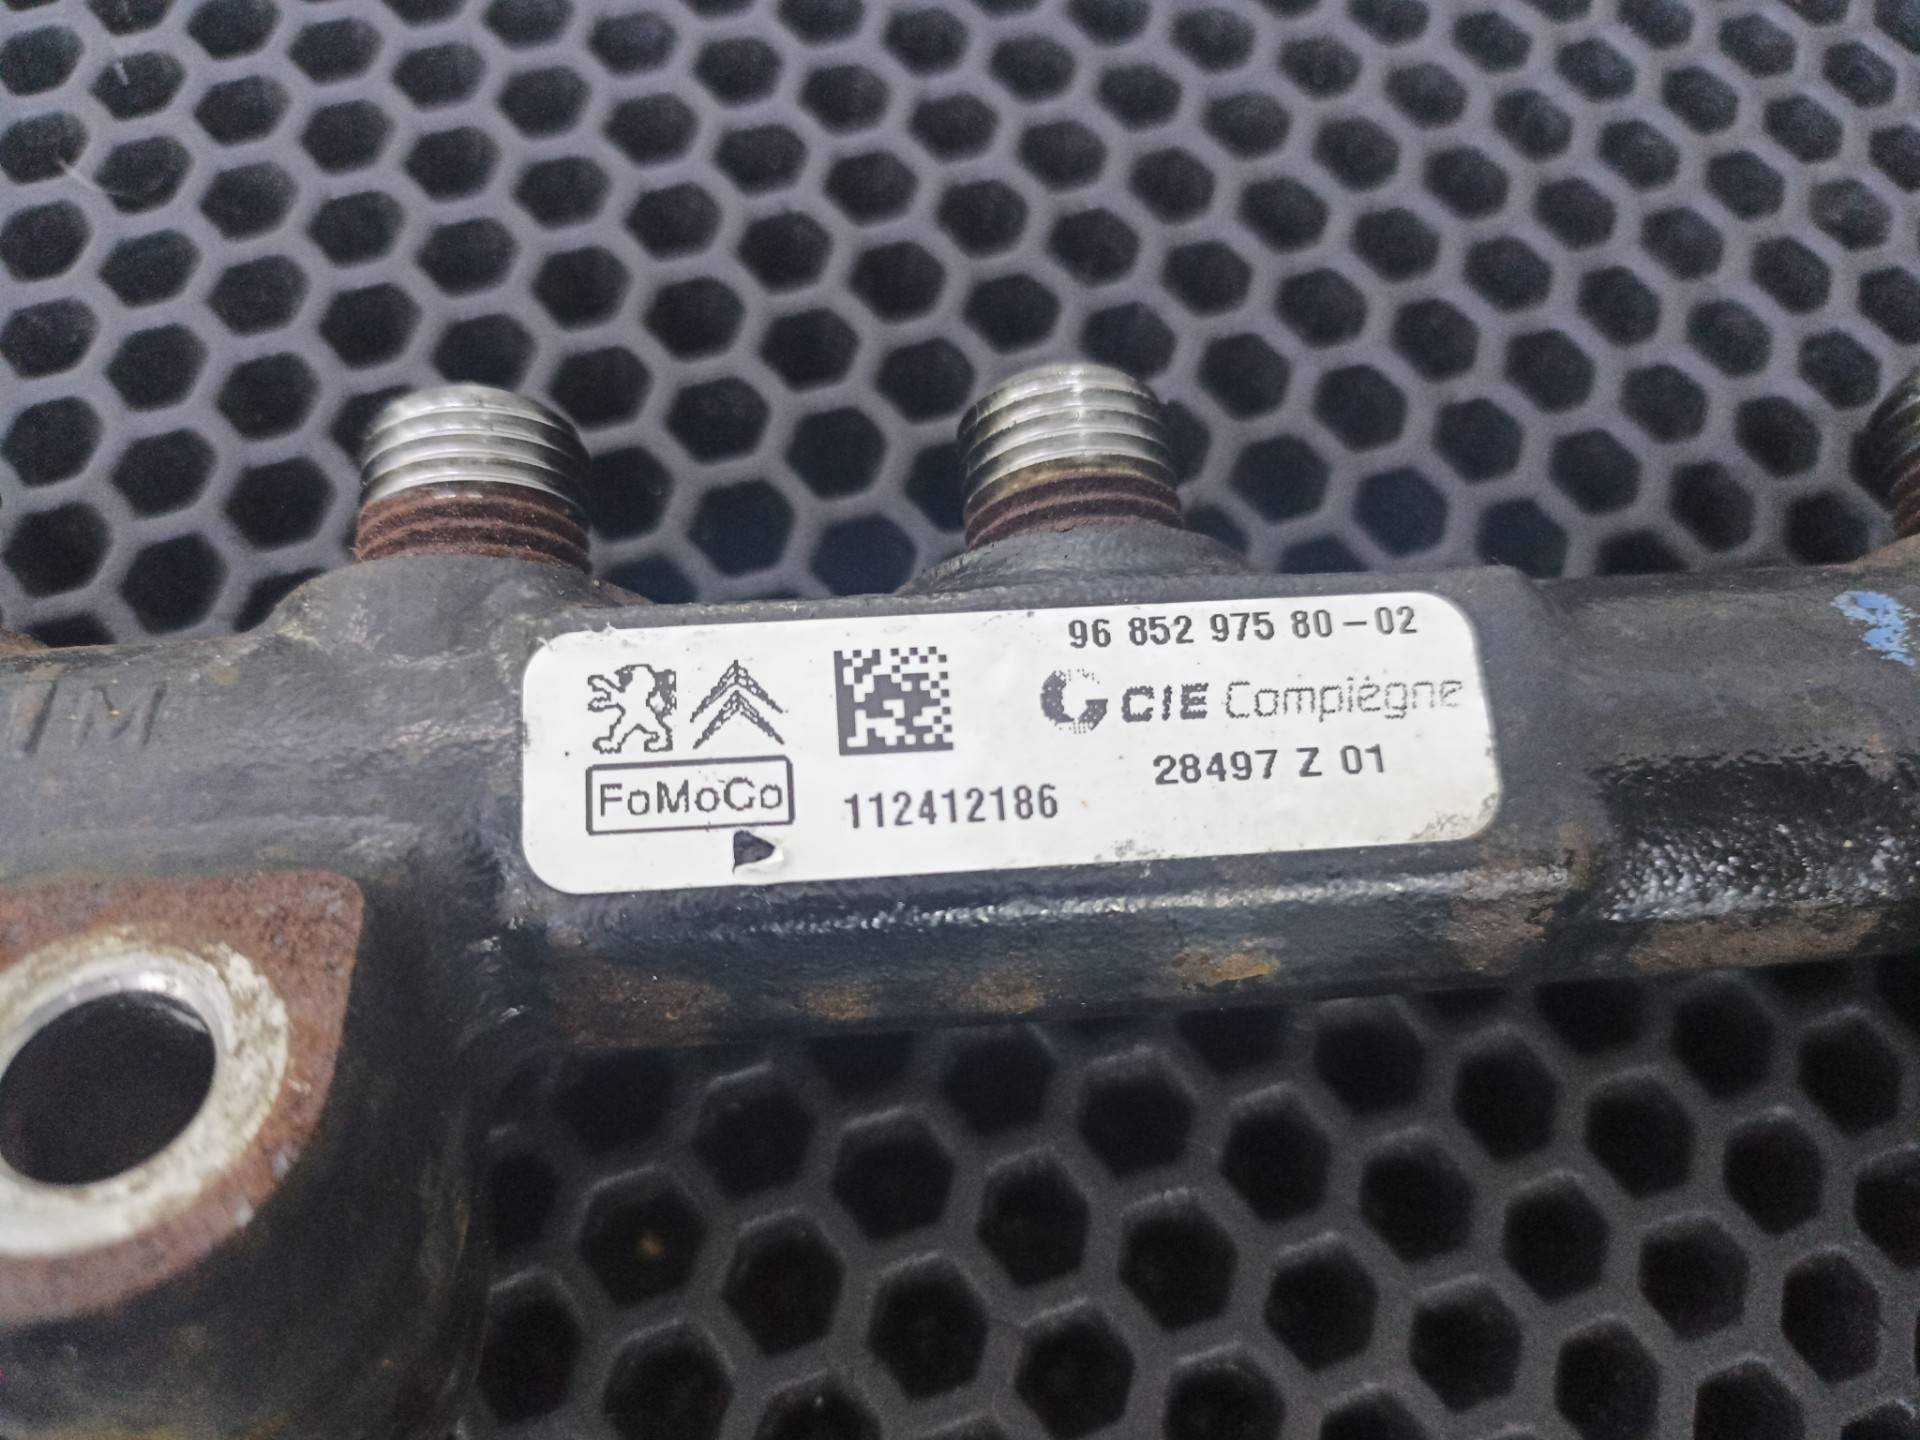 96 852 975 80-02
CIE Compiègne
28497 Z 01
FoMoCo
112412186